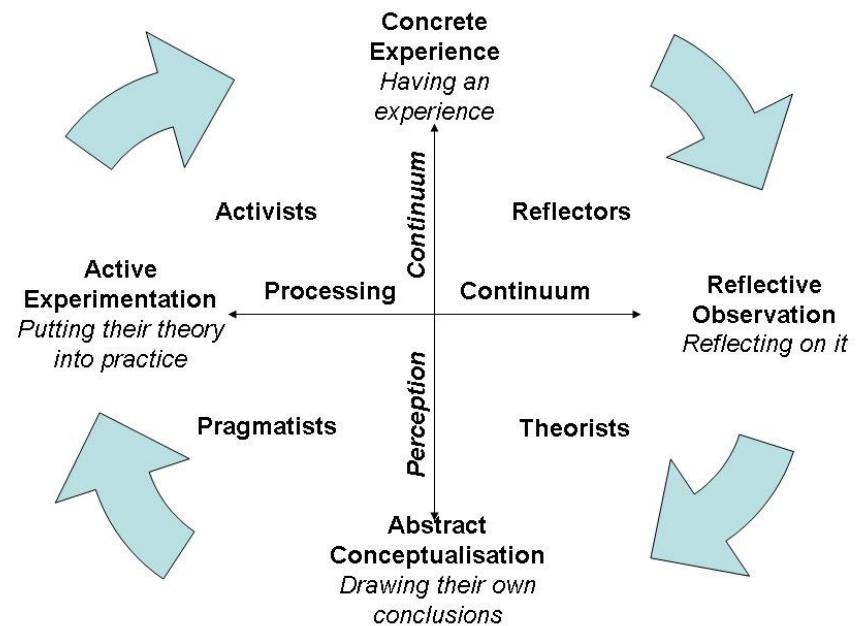 Concrete
Experience
Having an
experience
Activists
Reflectors
Continuum
Active
Experimentation
Putting their theory
into practice
Processing
Continuum
Reflective
Observation
Reflecting on it
Pragmatists
Theorists
Perception
Abstract
Conceptualisation
Drawing their own
conclusions